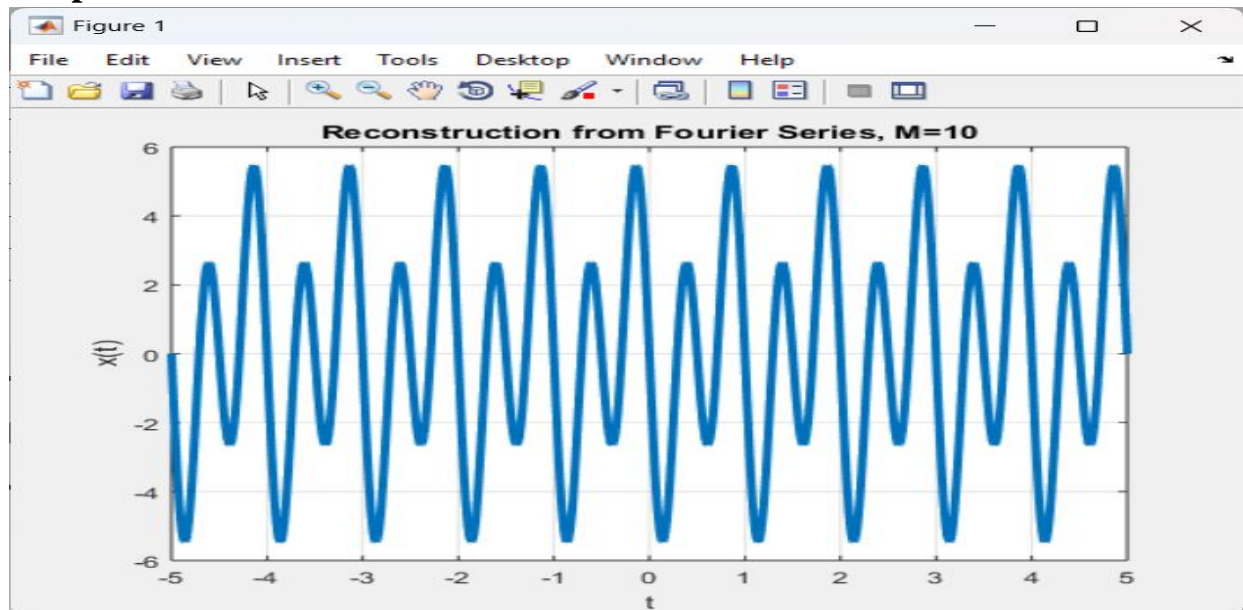 Figure 1
File Edit View Insert Tools Desktop Window Help
Reconstruction from Fourier Series, M=10
6
4
2
0
-2
-4
-6
x(t)
-5 -4 -3 -2 -1 0 1 2 3 4 5
t